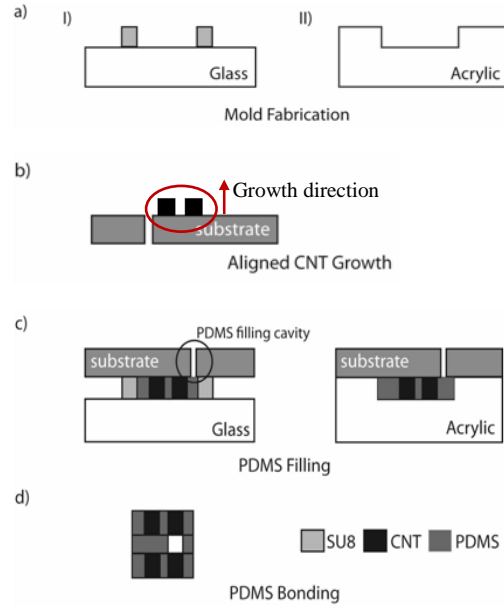 a)
I)
II)
Glass
Acrylic
Mold Fabrication
b)
Growth direction
substrate
Aligned CNT Growth
c)
PDMS filling cavity
substrate
substrate
Glass
Acrylic
PDMS Filling
d)
SU8 CNT PDMS
PDMS Bonding